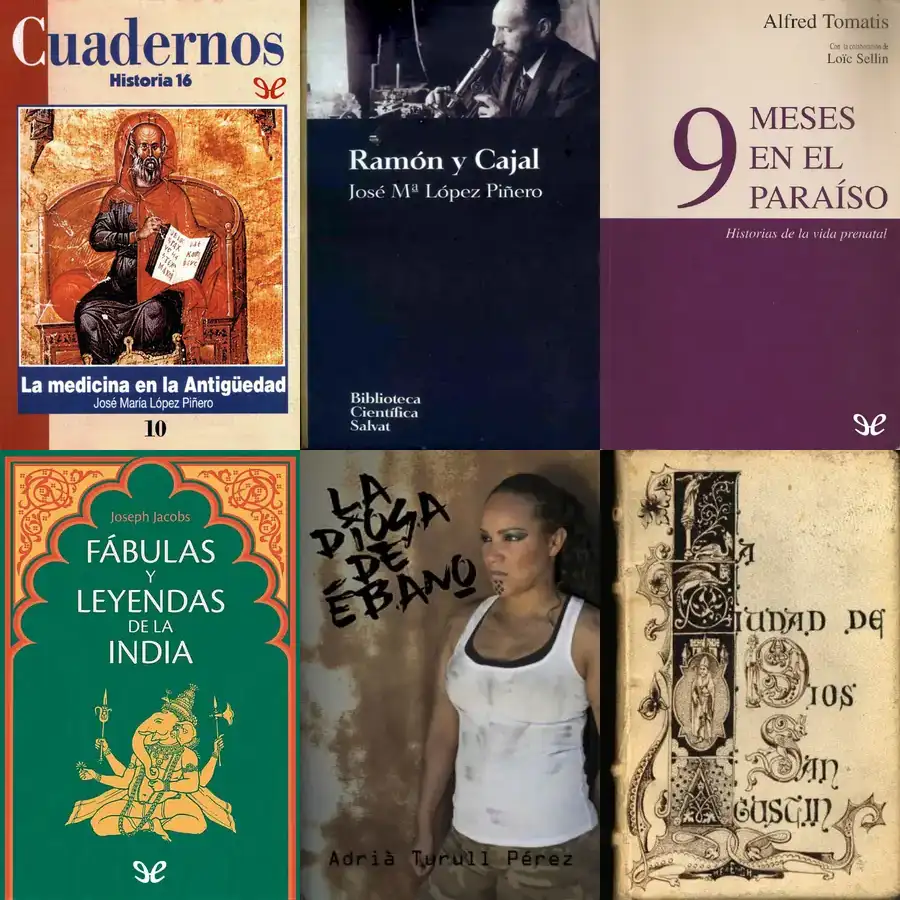 Cuadernos
Historia 16
La medicina en la Antigüedad
José María López Piñero
10
Ramón y Cajal
José Mª López Piñero
Biblioteca
Científica
Salvat
Alfred Tomatis
Con la colaboración de
Loïc Sellin
9 MESES
EN EL
PARAÍSO
Historias de la vida prenatal
Joseph Jacobs
FÁBULAS
Y
LEYENDAS
DE LA
INDIA
LA
DIOSA
DE
ÉBANO
Adrià Turull Pérez
LA
CIUDAD DE
DIOS
SAN
AGUSTIN